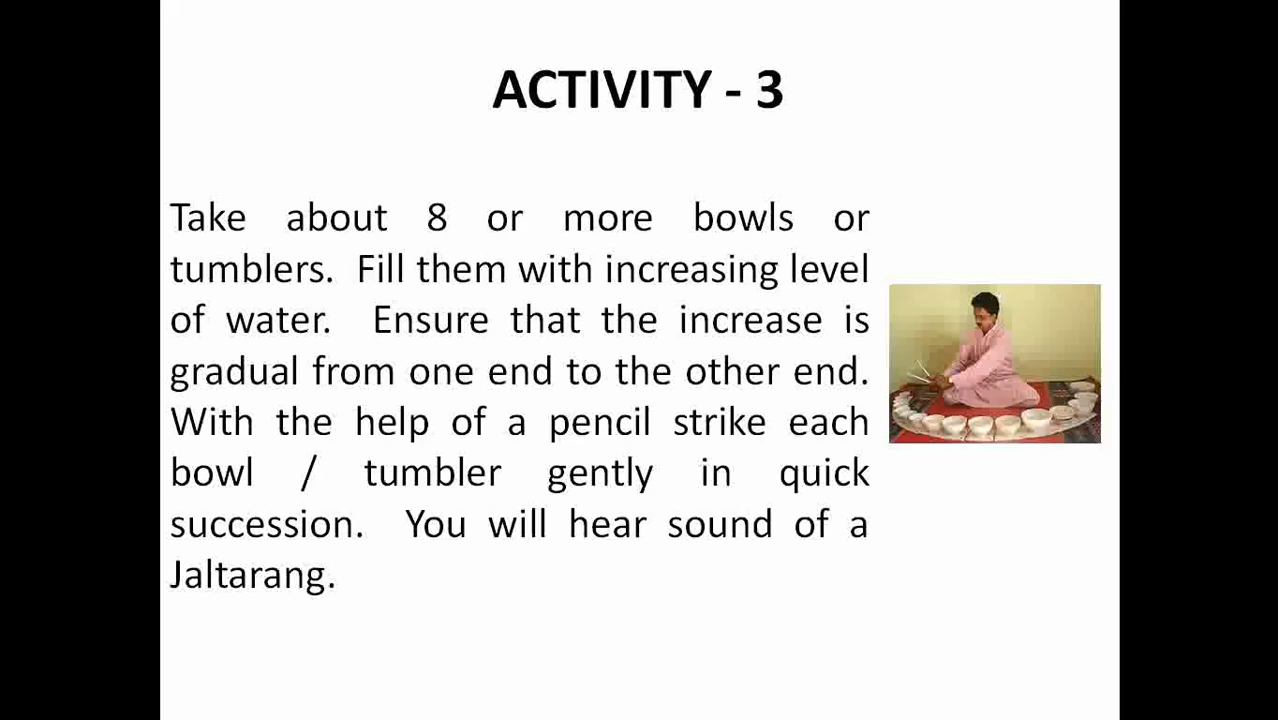 ACTIVITY - 3
Take about 8 or more bowls or
tumblers. Fill them with increasing level
of water. Ensure that the increase is
gradual from one end to the other end.
With the help of a pencil strike each
bowl / tumbler gently in quick
succession. You will hear sound of a
Jaltarang.